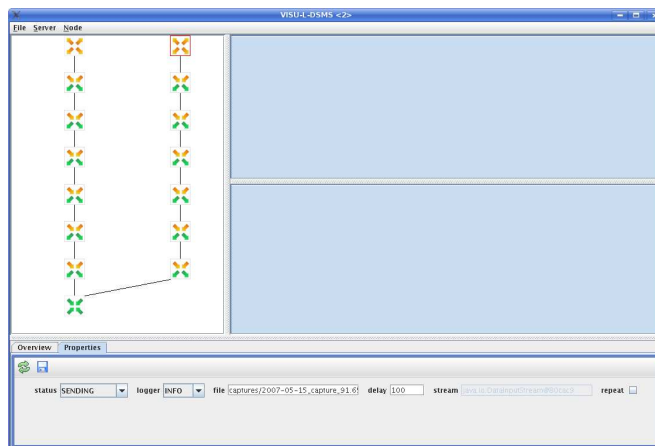 VISU-L-DSMS <2>
File Server Node
Overview Properties
status SENDING logger INFO file captures/2007-05-15_capture_91.6 delay 100 stream repeat